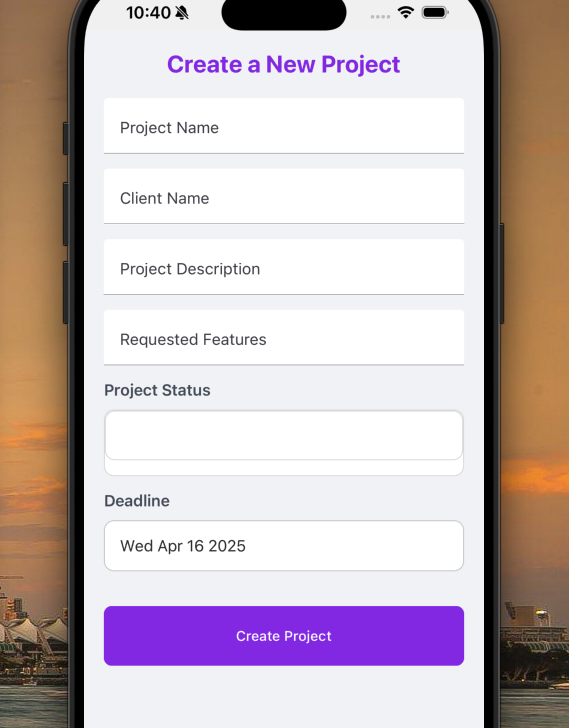 10:40
Create a New Project
Project Name
Client Name
Project Description
Requested Features
Project Status
Deadline
Wed Apr 16 2025
Create Project